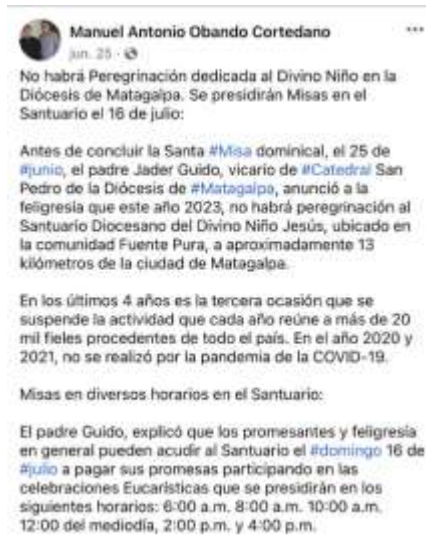 Manuel Antonio Obando Cortedano
Jun. 25 ·
No habrá Peregrinación dedicada al Divino Niño en la
Diócesis de Matagalpa. Se presidirán Misas en el
Santuario el 16 de julio:
Antes de concluir la Santa #Misa dominical, el 25 de
#junio, el padre Jader Guido, vicario de #Catedral San
Pedro de la Diócesis de #Matagalpa, anunció a la
feligresía que este año 2023, no habrá peregrinación al
Santuario Diocesano del Divino Niño Jesús, ubicado en
la comunidad Fuente Pura, a aproximadamente 13
kilómetros de la ciudad de Matagalpa.
En los últimos 4 años es la tercera ocasión que se
suspende la actividad que cada año reúne a más de 20
mil fieles procedentes de todo el país. En el año 2020 y
2021, no se realizó por la pandemia de la COVID-19.
Misas en diversos horarios en el Santuario:
El padre Guido, explicó que los promesantes y feligresía
en general pueden acudir al Santuario el #domingo 16 de
#julio a pagar sus promesas participando en las
celebraciones Eucarísticas que se presidirán en los
siguientes horarios: 6:00 a.m. 8:00 a.m. 10:00 a.m.
12:00 del mediodía, 2:00 p.m. y 4:00 p.m.